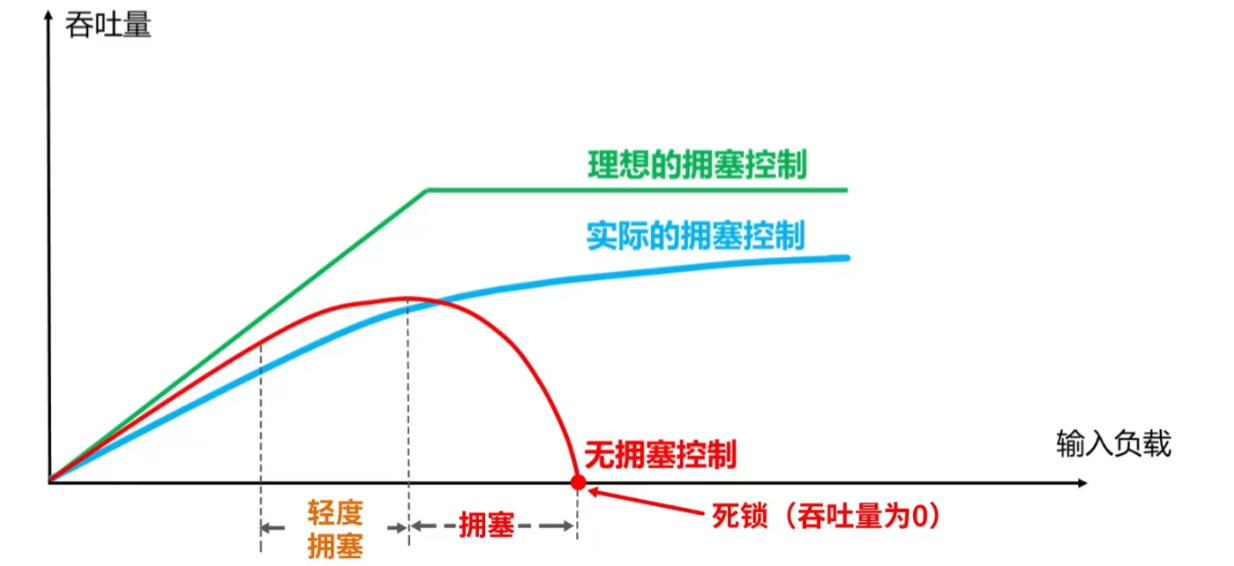 吞吐量
理想的拥塞控制
实际的拥塞控制
无拥塞控制
输入负载
轻度
拥塞
拥塞
死锁（吞吐量为0）